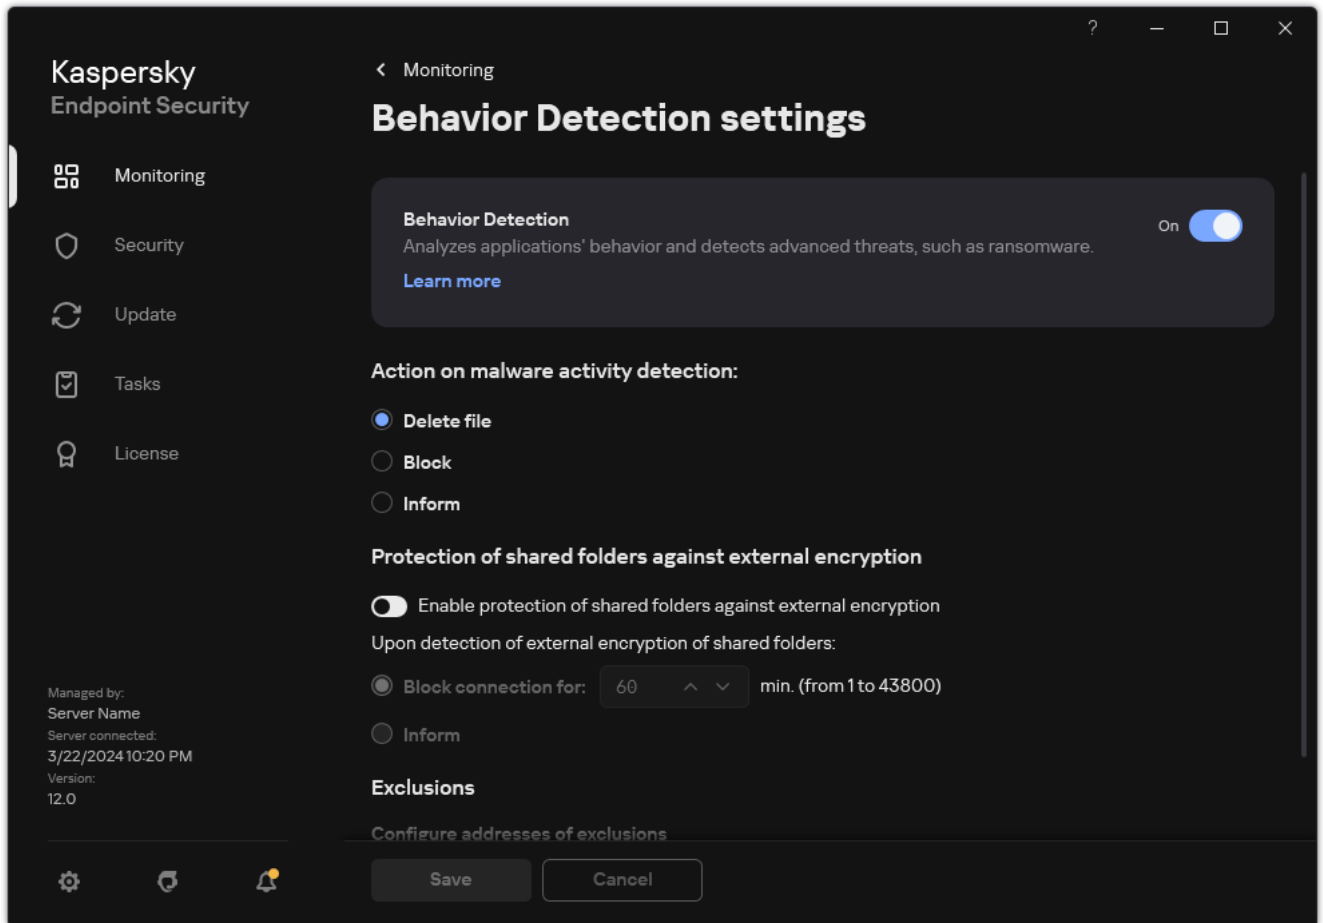 ?
Kaspersky
Endpoint Security
Monitoring
Security
Update
Tasks
License
Managed by:
Server Name
Server connected:
3/22/2024 10:20 PM
Version:
12.0
Monitoring
Behavior Detection settings
Behavior Detection
Analyzes applications' behavior and detects advanced threats, such as ransomware.
Learn more
On
Action on malware activity detection:
Delete file
Block
Inform
Protection of shared folders against external encryption
Enable protection of shared folders against external encryption
Upon detection of external encryption of shared folders:
Block connection for: 60 min. (from 1 to 43800)
Inform
Exclusions
Configure addresses of exclusions
Save
Cancel